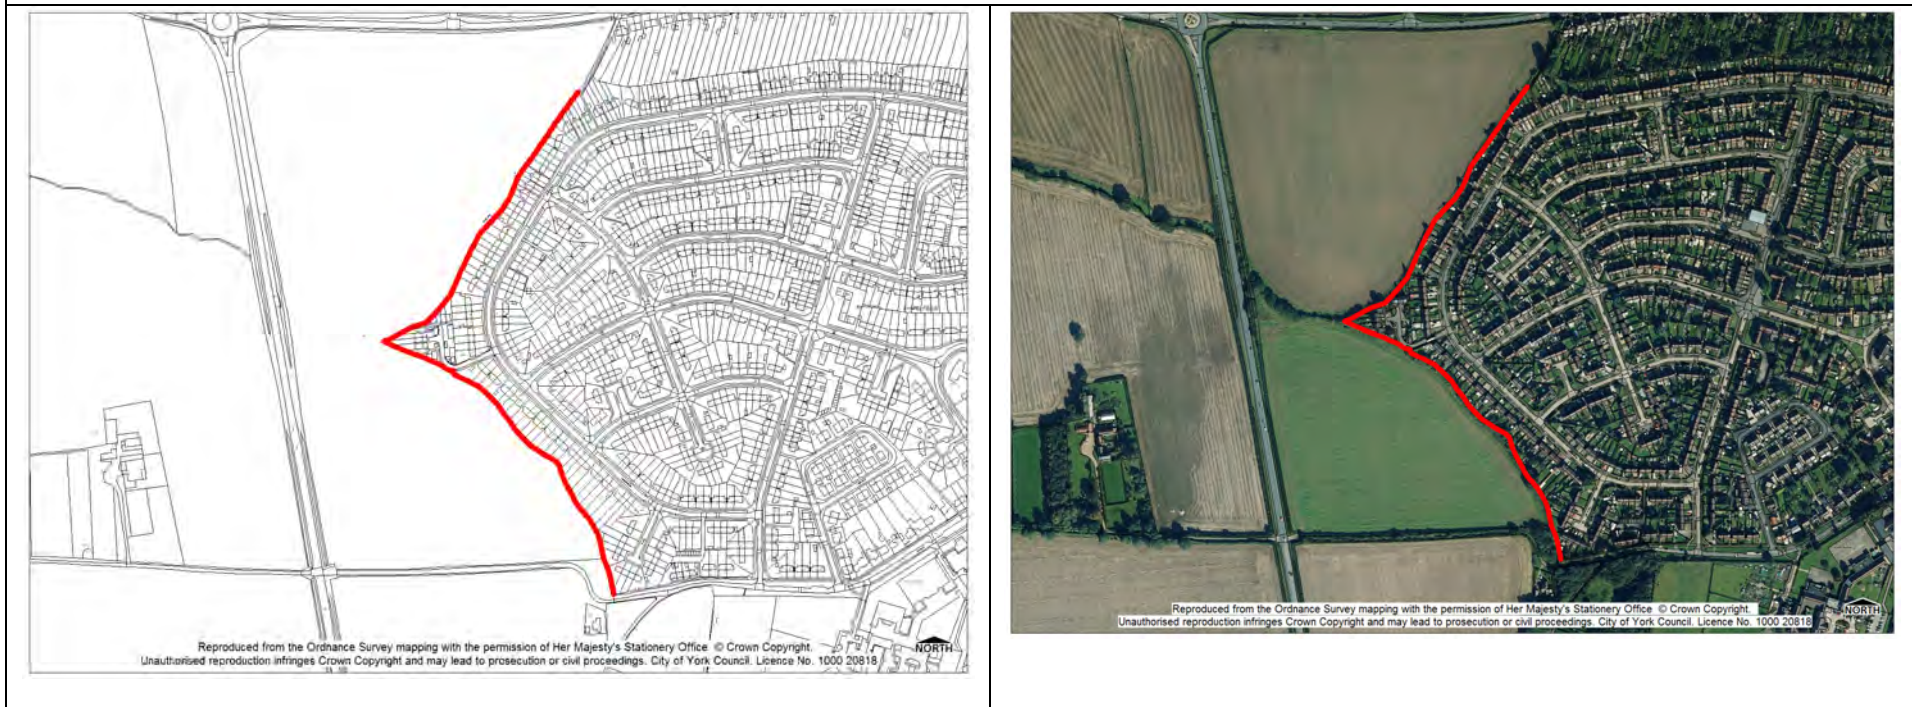 Reproduced from the Ordnance Survey mapping with the permission of Her Majesty's Stationery Office © Crown Copyright.
Unauthorised reproduction infringes Crown Copyright and may lead to prosecution or civil proceedings. City of York Council. Licence No. 1000 20818
NORTH
Reproduced from the Ordnance Survey mapping with the permission of Her Majesty's Stationery Office © Crown Copyright.
Unauthorised reproduction infringes Crown Copyright and may lead to prosecution or civil proceedings. City of York Council. Licence No. 1000 20818
NORTH